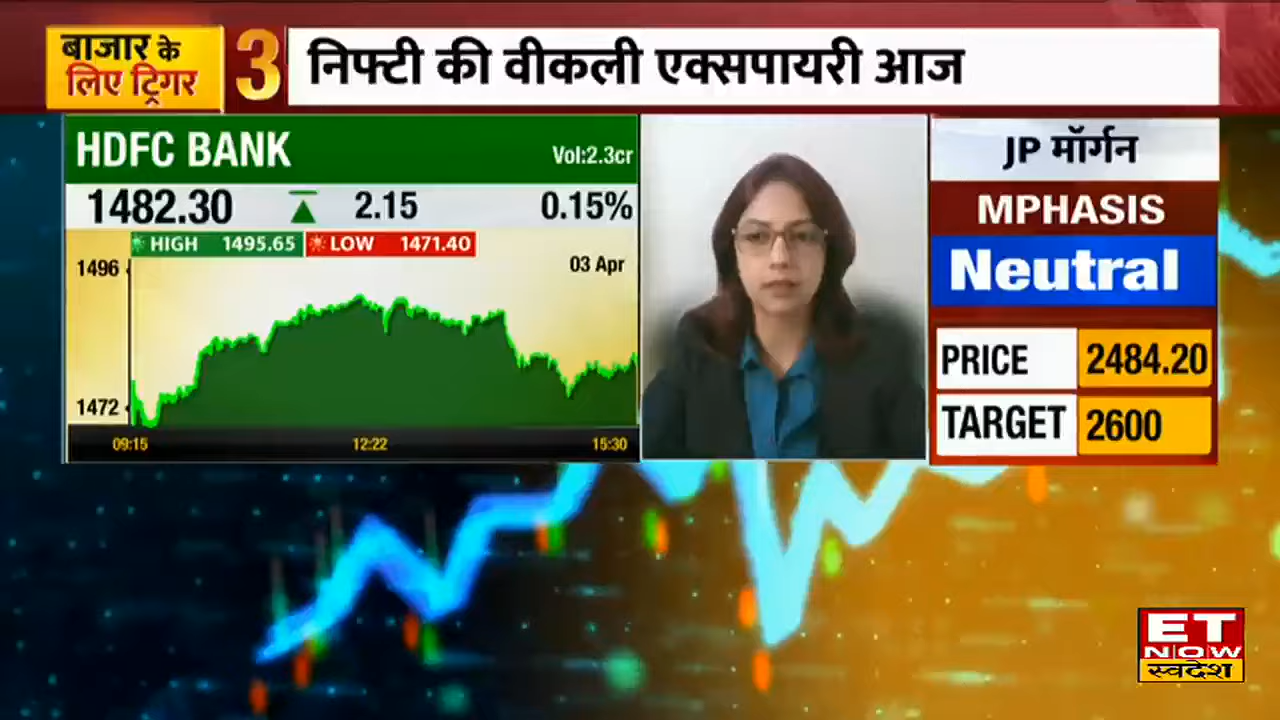 बाजार के
लिए ट्रिगर
3
निफ्टी की वीकली एक्सपायरी आज
HDFC BANK
Vol:2.3cr
1482.30
2.15
0.15%
HIGH 1495.65
LOW 1471.40
03 Apr
1496
1472
09:15
12:22
15:30
JP मॉर्गन
MPHASIS
Neutral
PRICE 2484.20
TARGET 2600
ET
NOW
स्वदेश